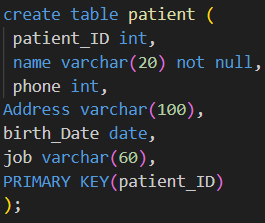 create table patient (
patient_ID int,
name varchar(20) not null,
phone int,
Address varchar(100),
birth_Date date,
job varchar(60),
PRIMARY KEY(patient_ID)
);